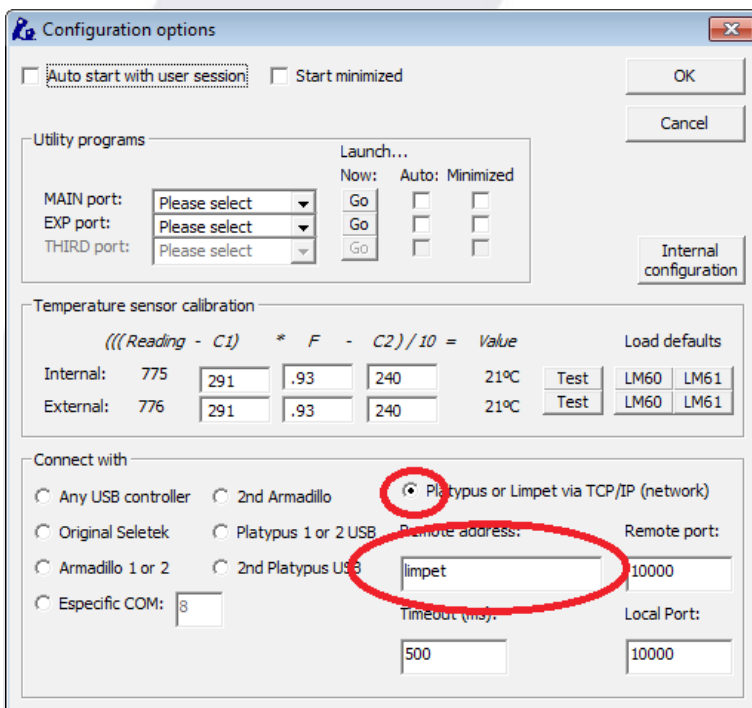 Configuration options
Auto start with user session
Start minimized
OK
Cancel
Utility programs
Launch...
Now: Auto: Minimized
MAIN port: Please select Go
EXP port: Please select Go
THIRD port: Please select Go
Internal configuration
Temperature sensor calibration
(((Reading - C1) * F - C2) / 10 = Value
Load defaults
Internal: 775 291 .93 240 21ºC Test LM60 LM61
External: 776 291 .93 240 21ºC Test LM60 LM61
Connect with
Any USB controller
2nd Armadillo
Platypus or Limpet via TCP/IP (network)
Original Seletek
Platypus 1 or 2 USB
Remote address:
Remote port:
Armadillo 1 or 2
2nd Platypus USB
limpet
10000
Especific COM: 8
Timeout (ms):
Local Port:
500
10000